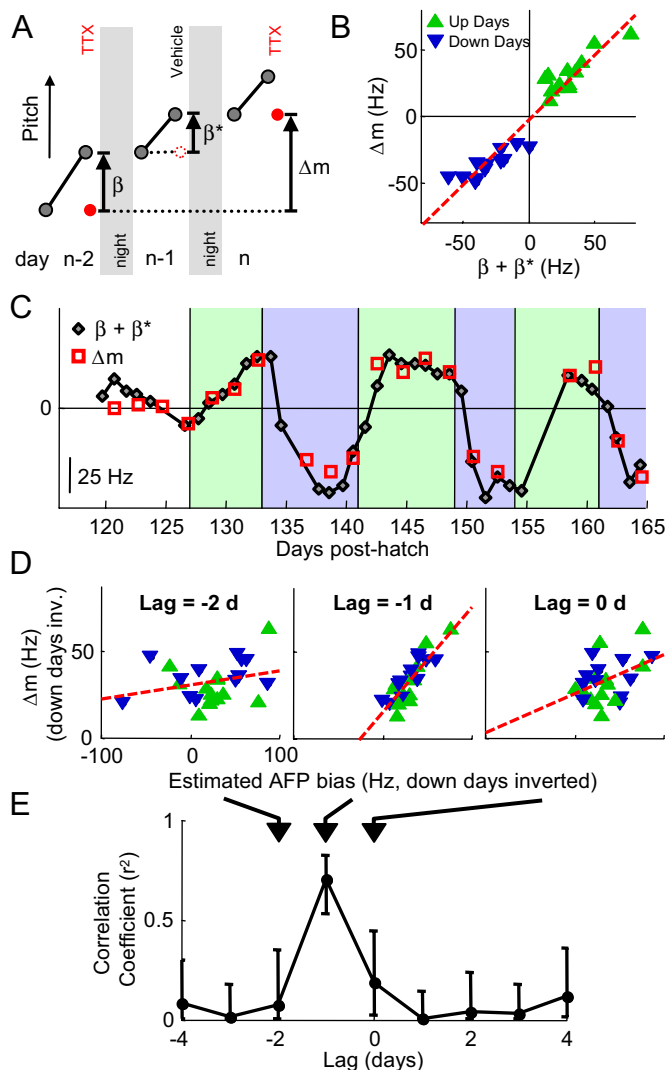 A
TTX
Vehicle
TTX
Pitch
β
β*
Δm
day n-2 night n-1 night n
B
Up Days
Down Days
50
0
-50
Δm (Hz)
-50 0 50
β + β* (Hz)
C
β + β*
Δm
0
25 Hz
120 125 130 135 140 145 150 155 160 165
Days post-hatch
D
Lag = -2 d
Lag = -1 d
Lag = 0 d
Δm (Hz)
(down days inv.)
50
0
-100 0 100
Estimated AFP bias (Hz, down days inverted)
E
Correlation
Coefficient (r²)
1
0.5
0
-4 -2 0 2 4
Lag (days)